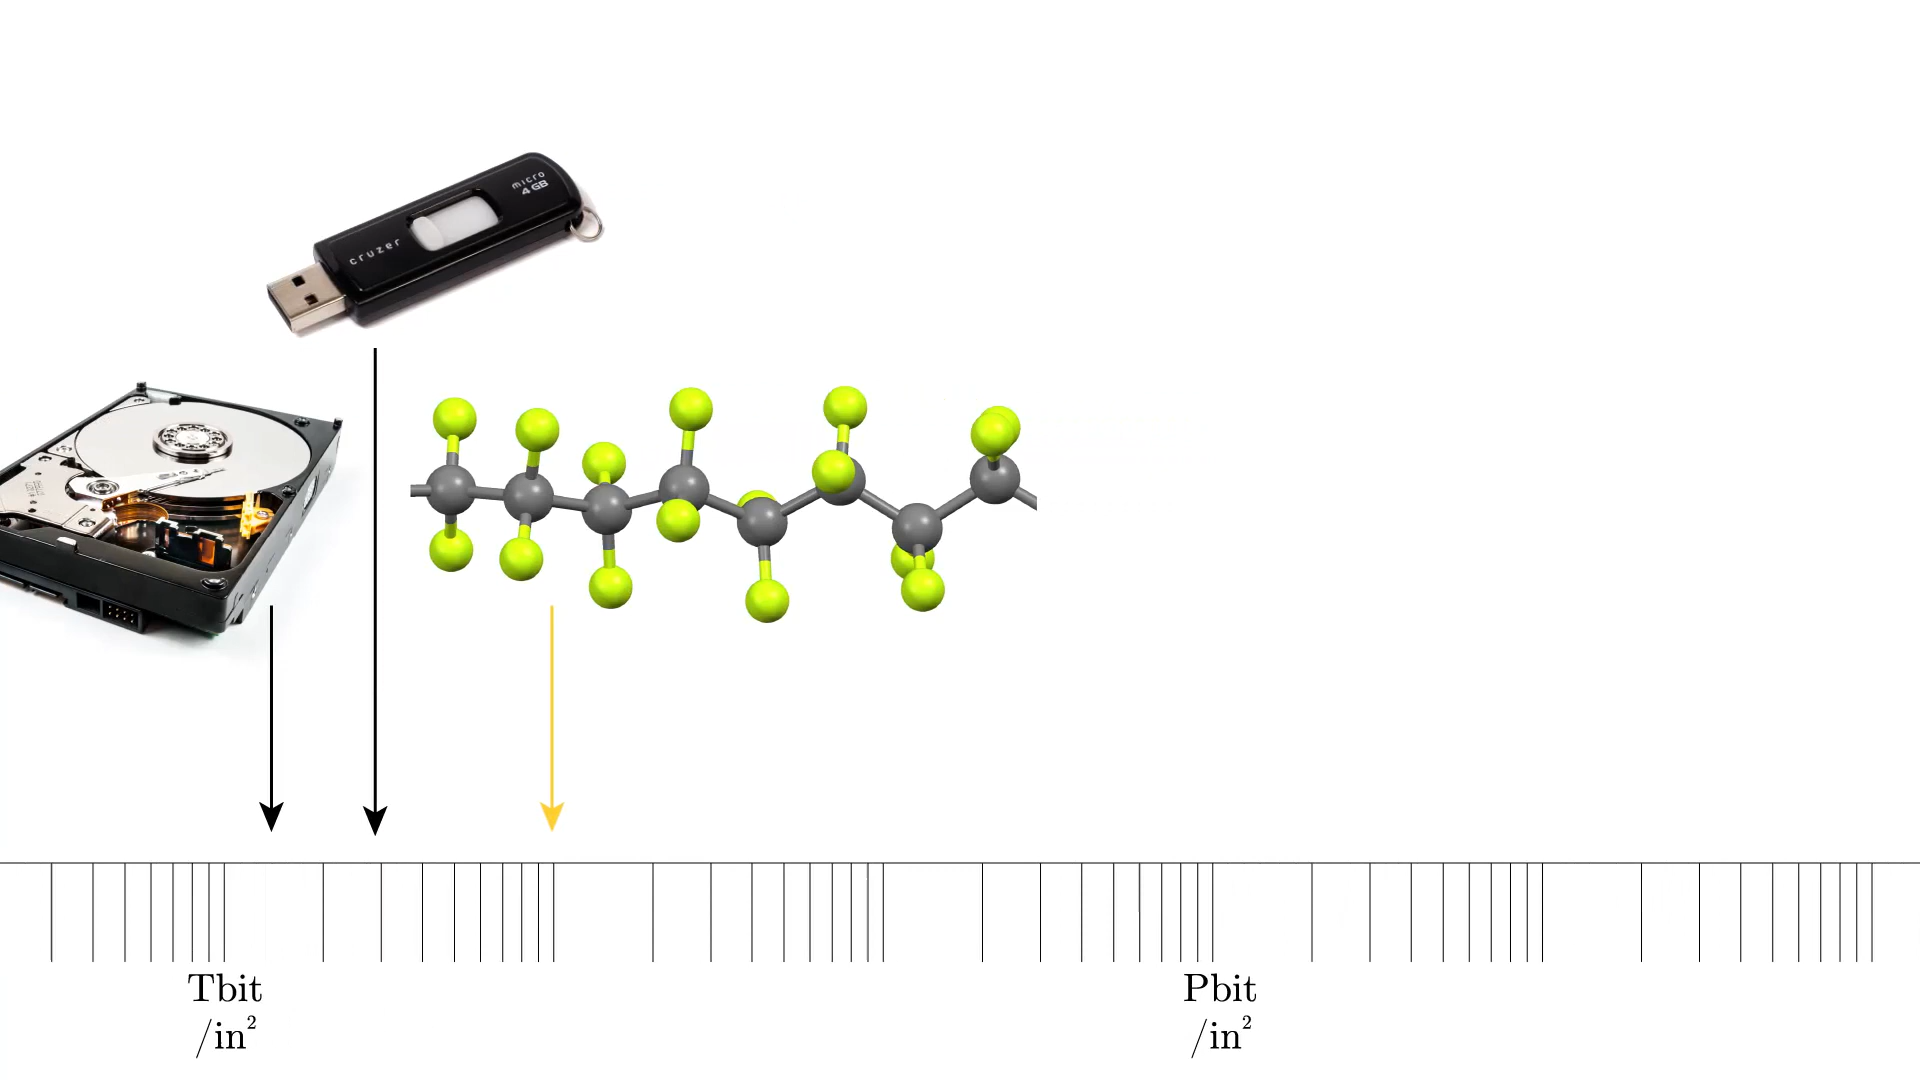 micro
4 GB
cruzer
Tbit
/in²
Pbit
/in²